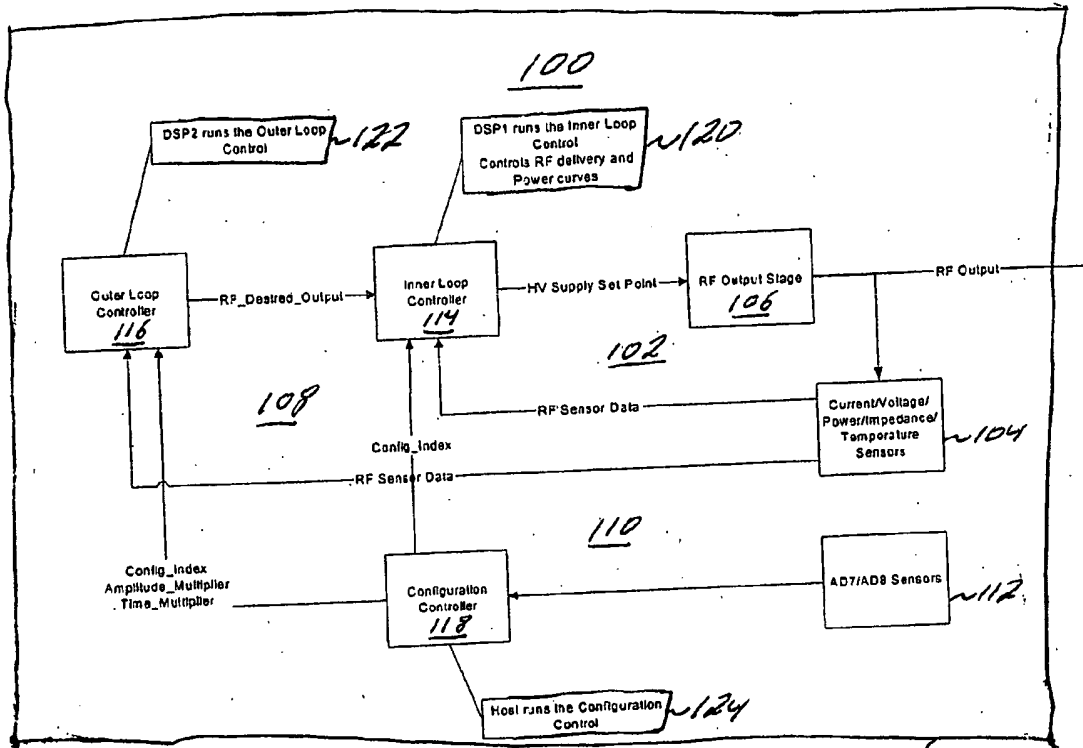 100
DSP2 runs the Outer Loop
Control
~122
DSP1 runs the Inner Loop
Control
Controls RF delivery and
Power curves
~120
Outer Loop
Controller
116
RF_Desired_Output
Inner Loop
Controller
114
HV Supply Set Point
RF Output Stage
106
RF Output
102
108
RF Sensor Data
Current/Voltage/
Power/Impedance/
Temperature
Sensors
~104
Config_Index
RF Sensor Data
110
Config_Index
Amplitude_Multiplier
Time_Multiplier
Configuration
Controller
118
AD7/AD8 Sensors
~112
Host runs the Configuration
Control
~124